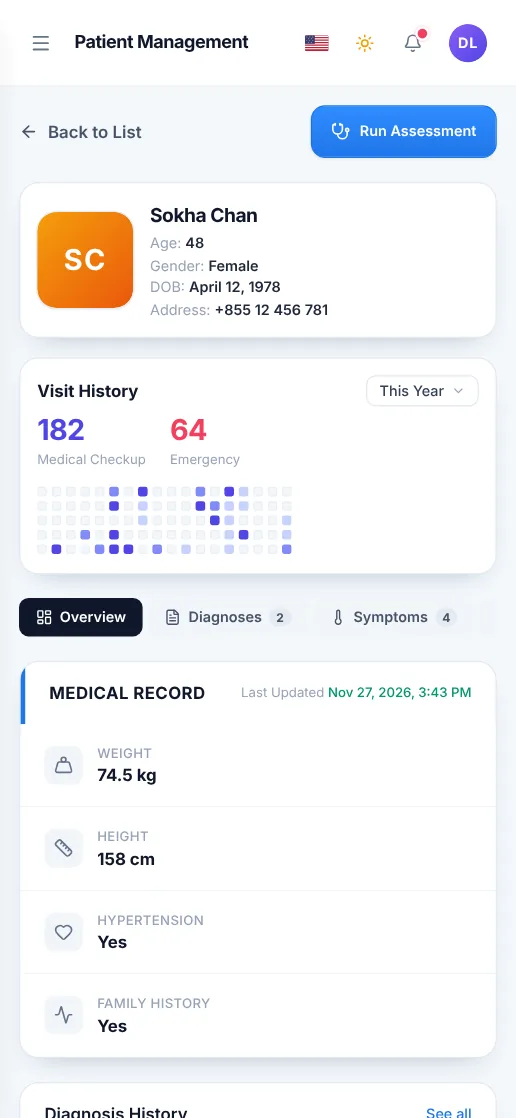 Patient Management
DL
Back to List
Run Assessment
SC
Sokha Chan
Age: 48
Gender: Female
DOB: April 12, 1978
Address: +855 12 456 781
Visit History
This Year
182
64
Medical Checkup
Emergency
Overview
Diagnoses 2
Symptoms 4
MEDICAL RECORD
Last Updated Nov 27, 2026, 3:43 PM
WEIGHT
74.5 kg
HEIGHT
158 cm
HYPERTENSION
Yes
FAMILY HISTORY
Yes
Diagnosis History
See all